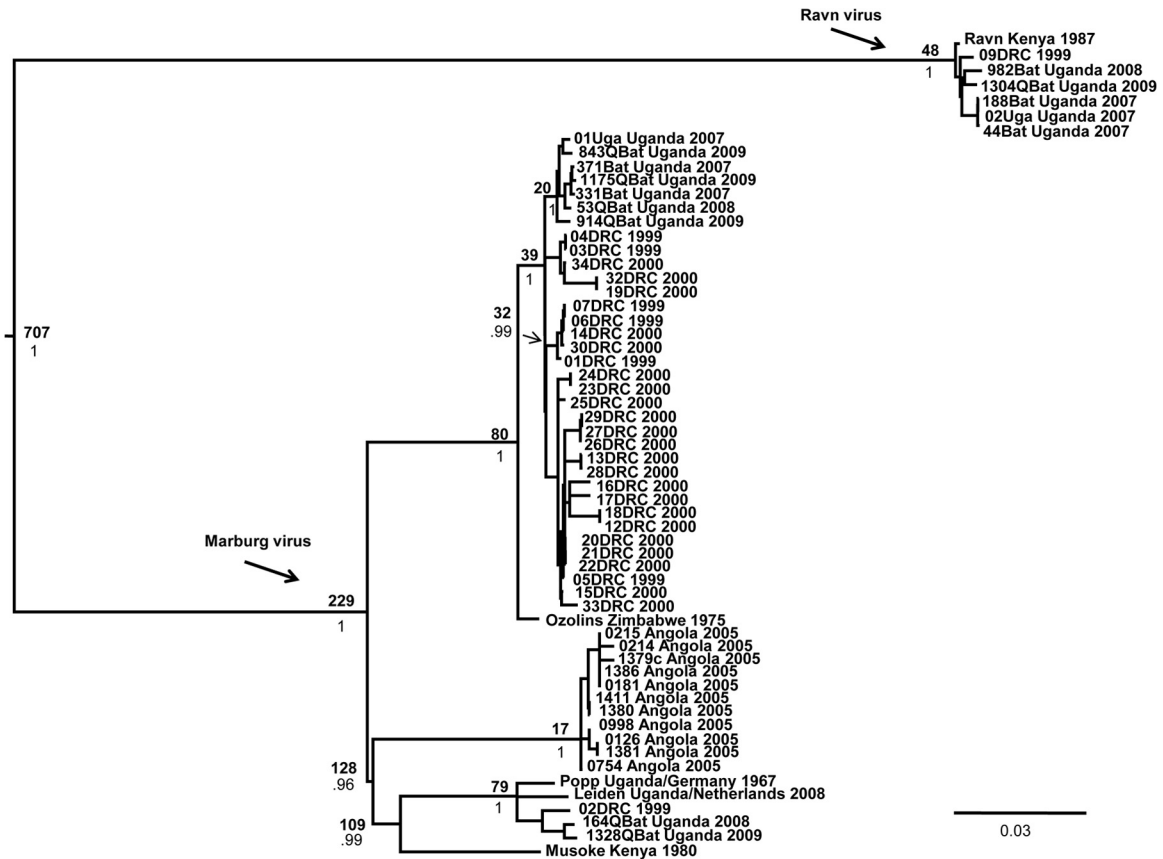 Ravn virus
48
1
Ravn Kenya 1987
09DRC 1999
982Bat Uganda 2008
1304QBat Uganda 2009
188Bat Uganda 2007
02Uga Uganda 2007
44Bat Uganda 2007
01Uga Uganda 2007
843QBat Uganda 2009
371Bat Uganda 2007
1175QBat Uganda 2009
331Bat Uganda 2007
53QBat Uganda 2008
914QBat Uganda 2009
20
1
04DRC 1999
03DRC 1999
34DRC 2000
32DRC 2000
19DRC 2000
39
1
07DRC 1999
06DRC 1999
14DRC 2000
30DRC 2000
01DRC 1999
32
.99
707
1
24DRC 2000
23DRC 2000
25DRC 2000
29DRC 2000
27DRC 2000
26DRC 2000
13DRC 2000
28DRC 2000
16DRC 2000
17DRC 2000
18DRC 2000
12DRC 2000
20DRC 2000
21DRC 2000
22DRC 2000
05DRC 1999
15DRC 2000
33DRC 2000
80
1
Ozolins Zimbabwe 1975
Marburg virus
229
1
0215 Angola 2005
0214 Angola 2005
1379c Angola 2005
1386 Angola 2005
0181 Angola 2005
1411 Angola 2005
1380 Angola 2005
0998 Angola 2005
0126 Angola 2005
1381 Angola 2005
0754 Angola 2005
17
1
128
.96
Popp Uganda/Germany 1967
Leiden Uganda/Netherlands 2008
02DRC 1999
164QBat Uganda 2008
1328QBat Uganda 2009
79
1
109
.99
Musoke Kenya 1980
0.03